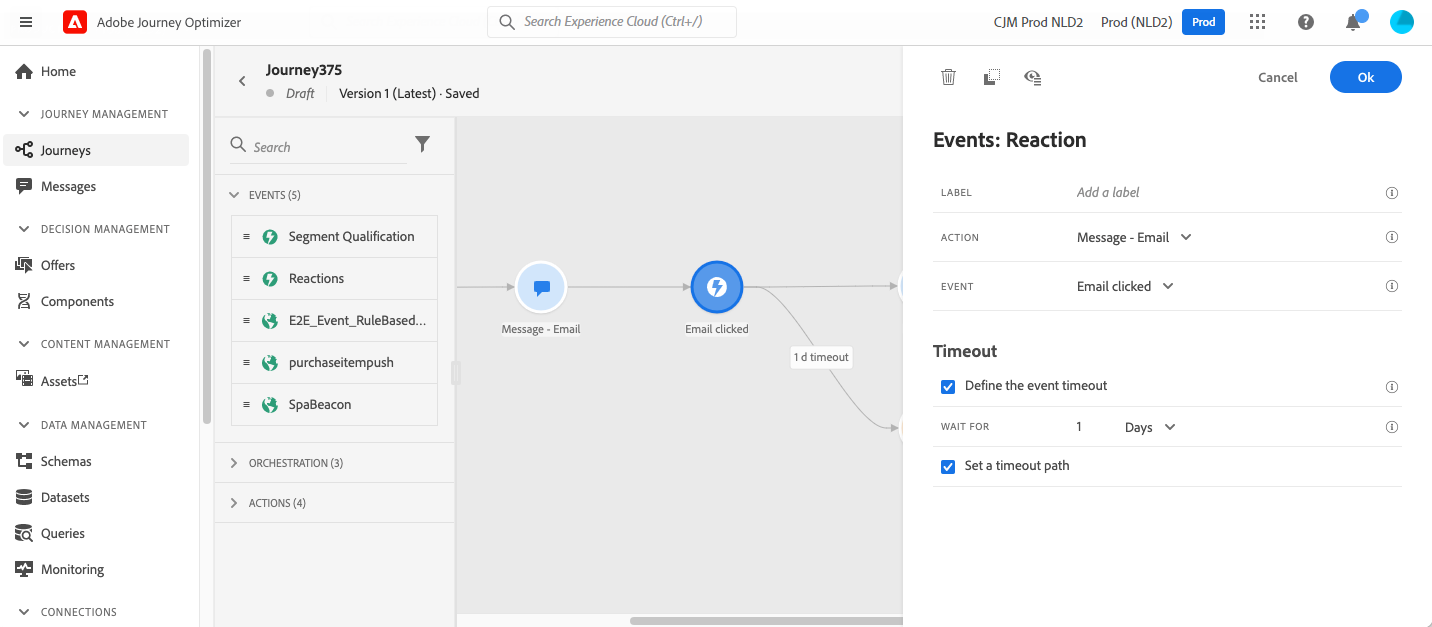 Adobe Journey Optimizer
Search Experience Cloud (Ctrl+/)
CJM Prod NLD2
Prod (NLD2)
Prod
Home
JOURNEY MANAGEMENT
Journeys
Messages
DECISION MANAGEMENT
Offers
Components
CONTENT MANAGEMENT
Assets
DATA MANAGEMENT
Schemas
Datasets
Queries
Monitoring
CONNECTIONS
Journey375
Draft
Version 1 (Latest) · Saved
Search
EVENTS (5)
Segment Qualification
Reactions
E2E_Event_RuleBased...
purchaseitempush
SpaBeacon
ORCHESTRATION (3)
ACTIONS (4)
Message - Email
Email clicked
1 d timeout
Cancel
Ok
Events: Reaction
LABEL
Add a label
ACTION
Message - Email
EVENT
Email clicked
Timeout
Define the event timeout
WAIT FOR
1
Days
Set a timeout path